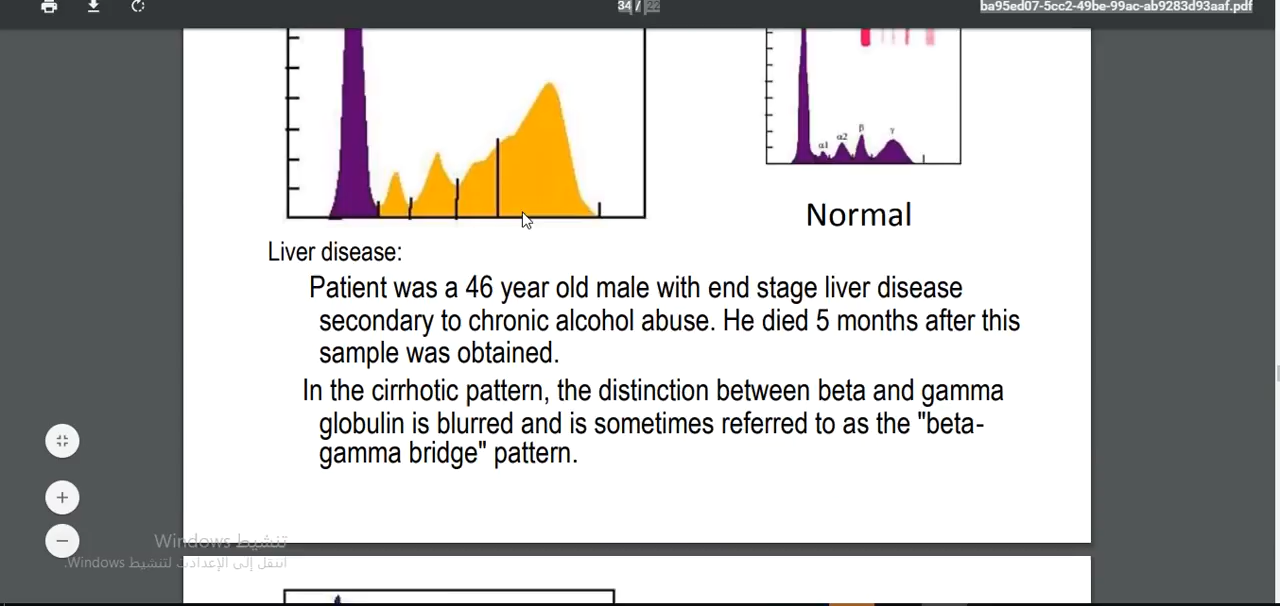 34 / 22
ba95ed07-5cc2-49be-99ac-ab9283d93aaf.pdf
α1 α2 β γ
Normal
Liver disease:
Patient was a 46 year old male with end stage liver disease
secondary to chronic alcohol abuse. He died 5 months after this
sample was obtained.
In the cirrhotic pattern, the distinction between beta and gamma
globulin is blurred and is sometimes referred to as the "beta-
gamma bridge" pattern.
تنشيط Windows
انتقل إلى الإعدادات لتنشيط Windows.